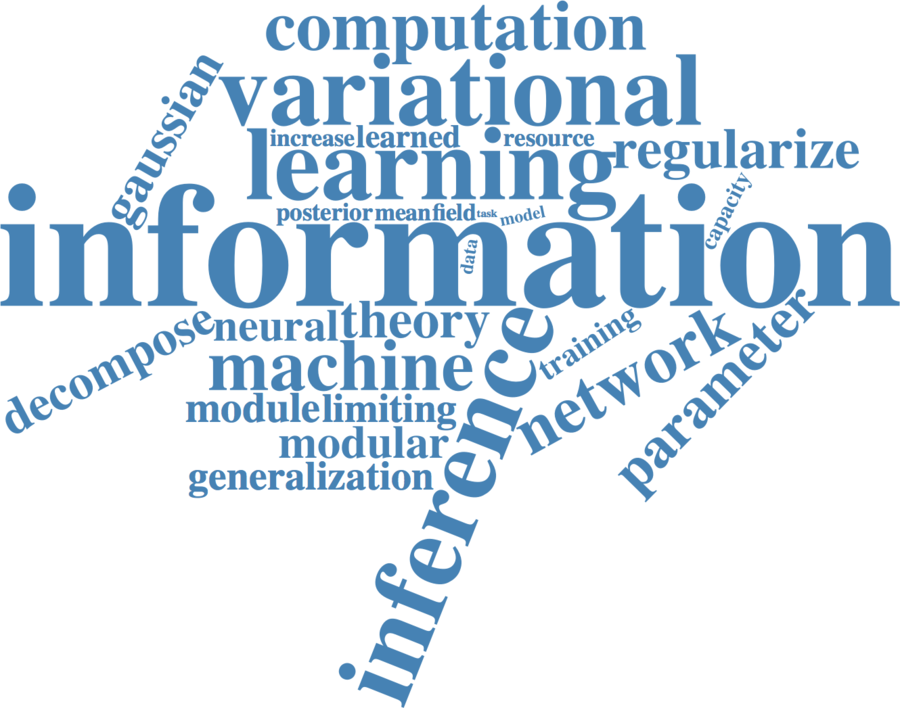 computation
variational
gaussian
increase learned resource
learning
regularize
posterior meanfield task model
capacity
data
information
decompose
neural theory
machine
training
network
parameter
module limiting
modular
generalization
inference